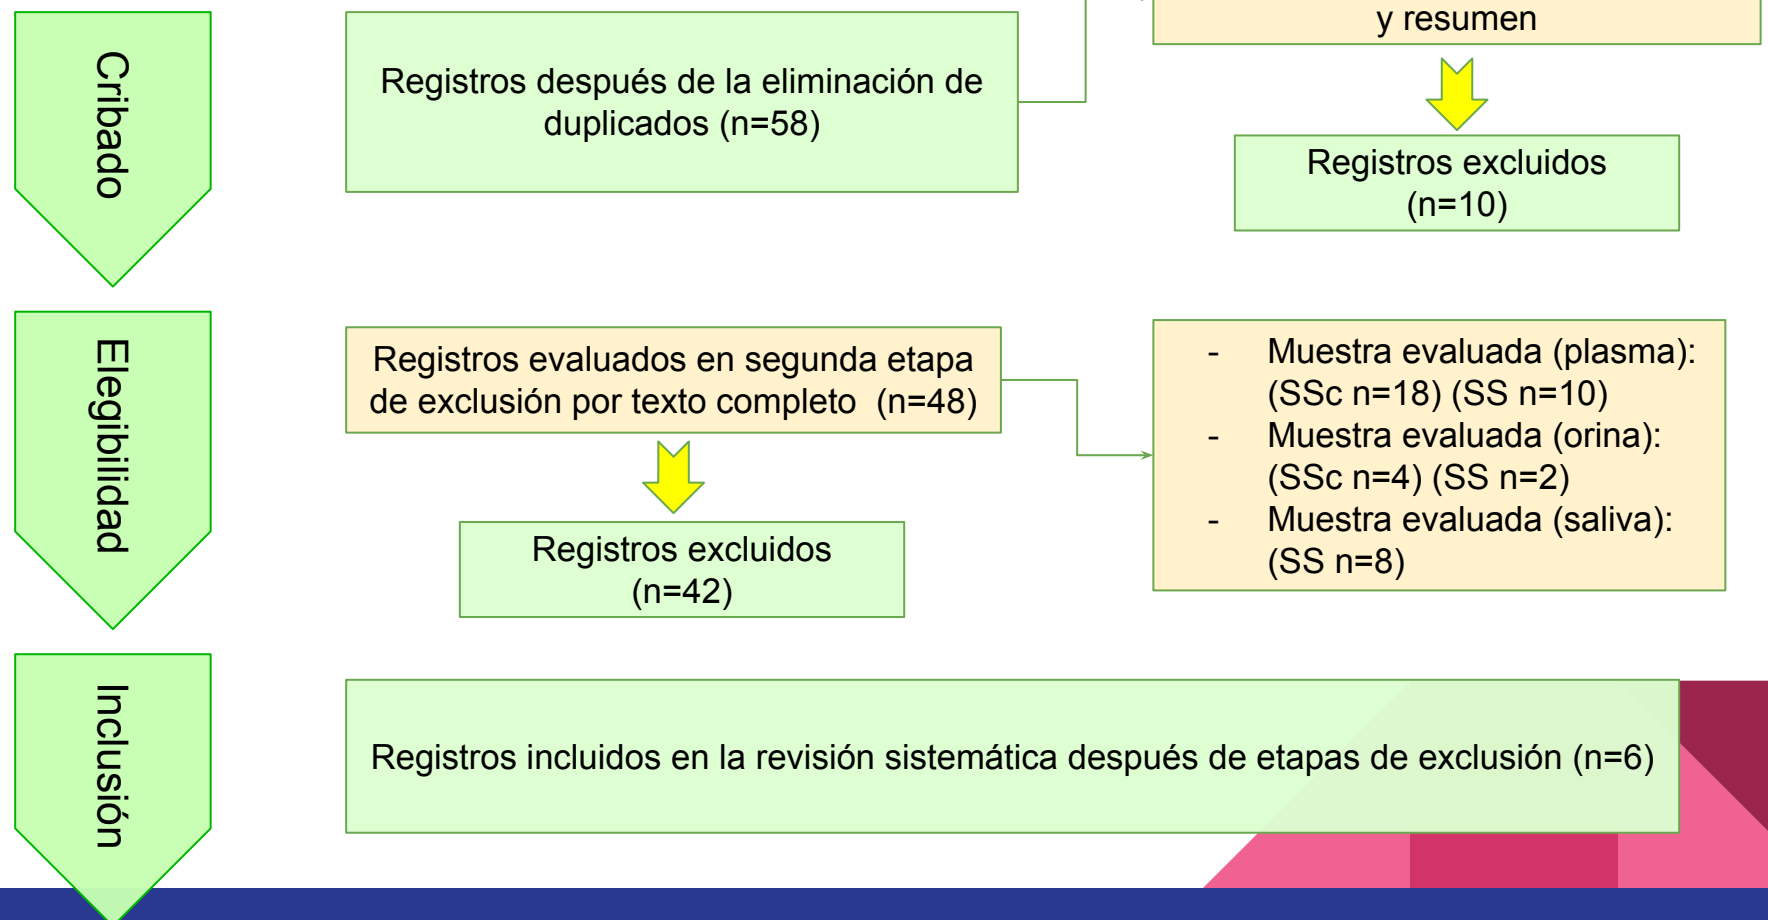 y resumen
Cribado
Registros después de la eliminación de
duplicados (n=58)
Registros excluidos
(n=10)
Elegibilidad
Registros evaluados en segunda etapa
de exclusión por texto completo (n=48)
- Muestra evaluada (plasma):
(SSc n=18) (SS n=10)
- Muestra evaluada (orina):
(SSc n=4) (SS n=2)
- Muestra evaluada (saliva):
(SS n=8)
Registros excluidos
(n=42)
Inclusión
Registros incluidos en la revisión sistemática después de etapas de exclusión (n=6)